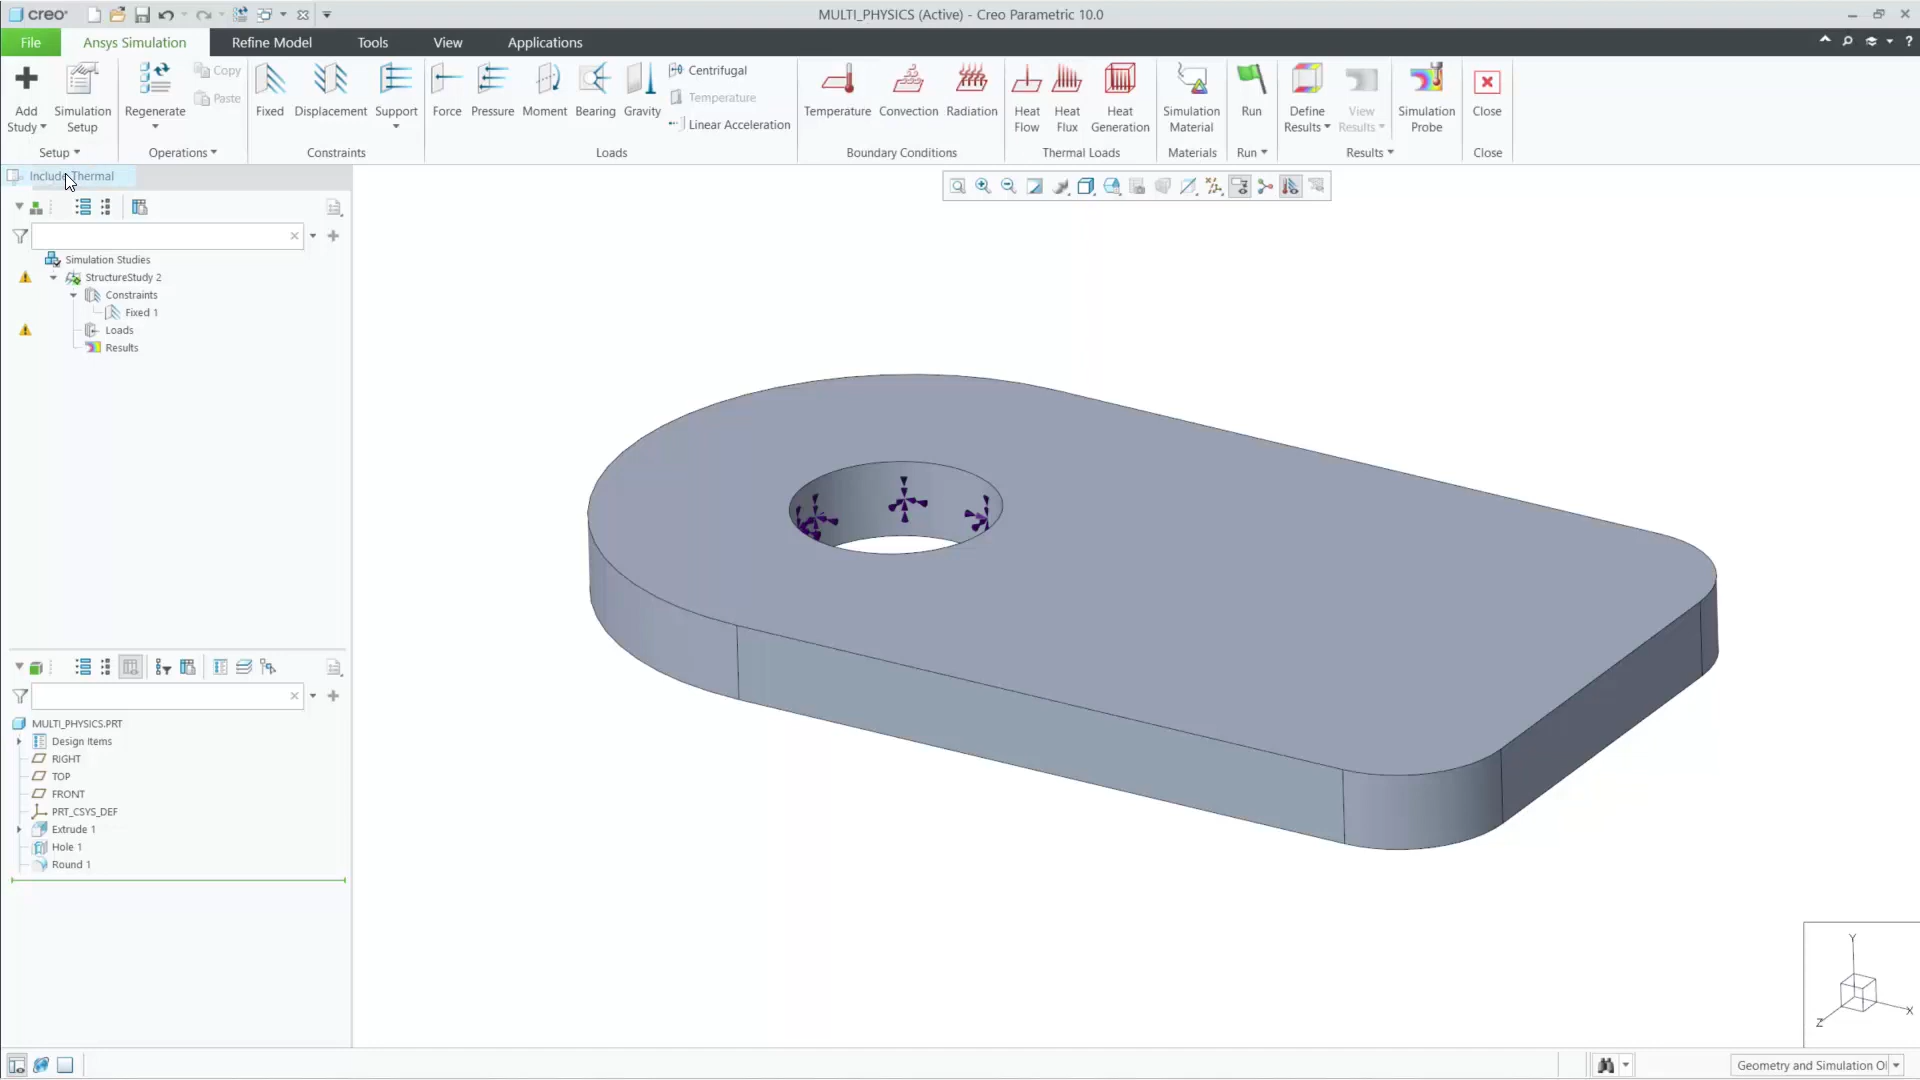 creo
MULTI_PHYSICS (Active) - Creo Parametric 10.0
File
Ansys Simulation
Refine Model
Tools
View
Applications
Add Study
Simulation Setup
Regenerate
Copy
Paste
Fixed
Displacement
Support
Force
Pressure
Moment
Bearing
Gravity
Centrifugal
Temperature
Linear Acceleration
Temperature
Convection
Radiation
Heat Flow
Heat Flux
Heat Generation
Simulation Material
Run
Define Results
View Results
Simulation Probe
Close
Setup
Operations
Constraints
Loads
Boundary Conditions
Thermal Loads
Materials
Run
Results
Close
Include Thermal
Simulation Studies
StructureStudy 2
Constraints
Fixed 1
Loads
Results
MULTI_PHYSICS.PRT
Design Items
RIGHT
TOP
FRONT
PRT_CSYS_DEF
Extrude 1
Hole 1
Round 1
Y
X
Z
Geometry and Simulation O